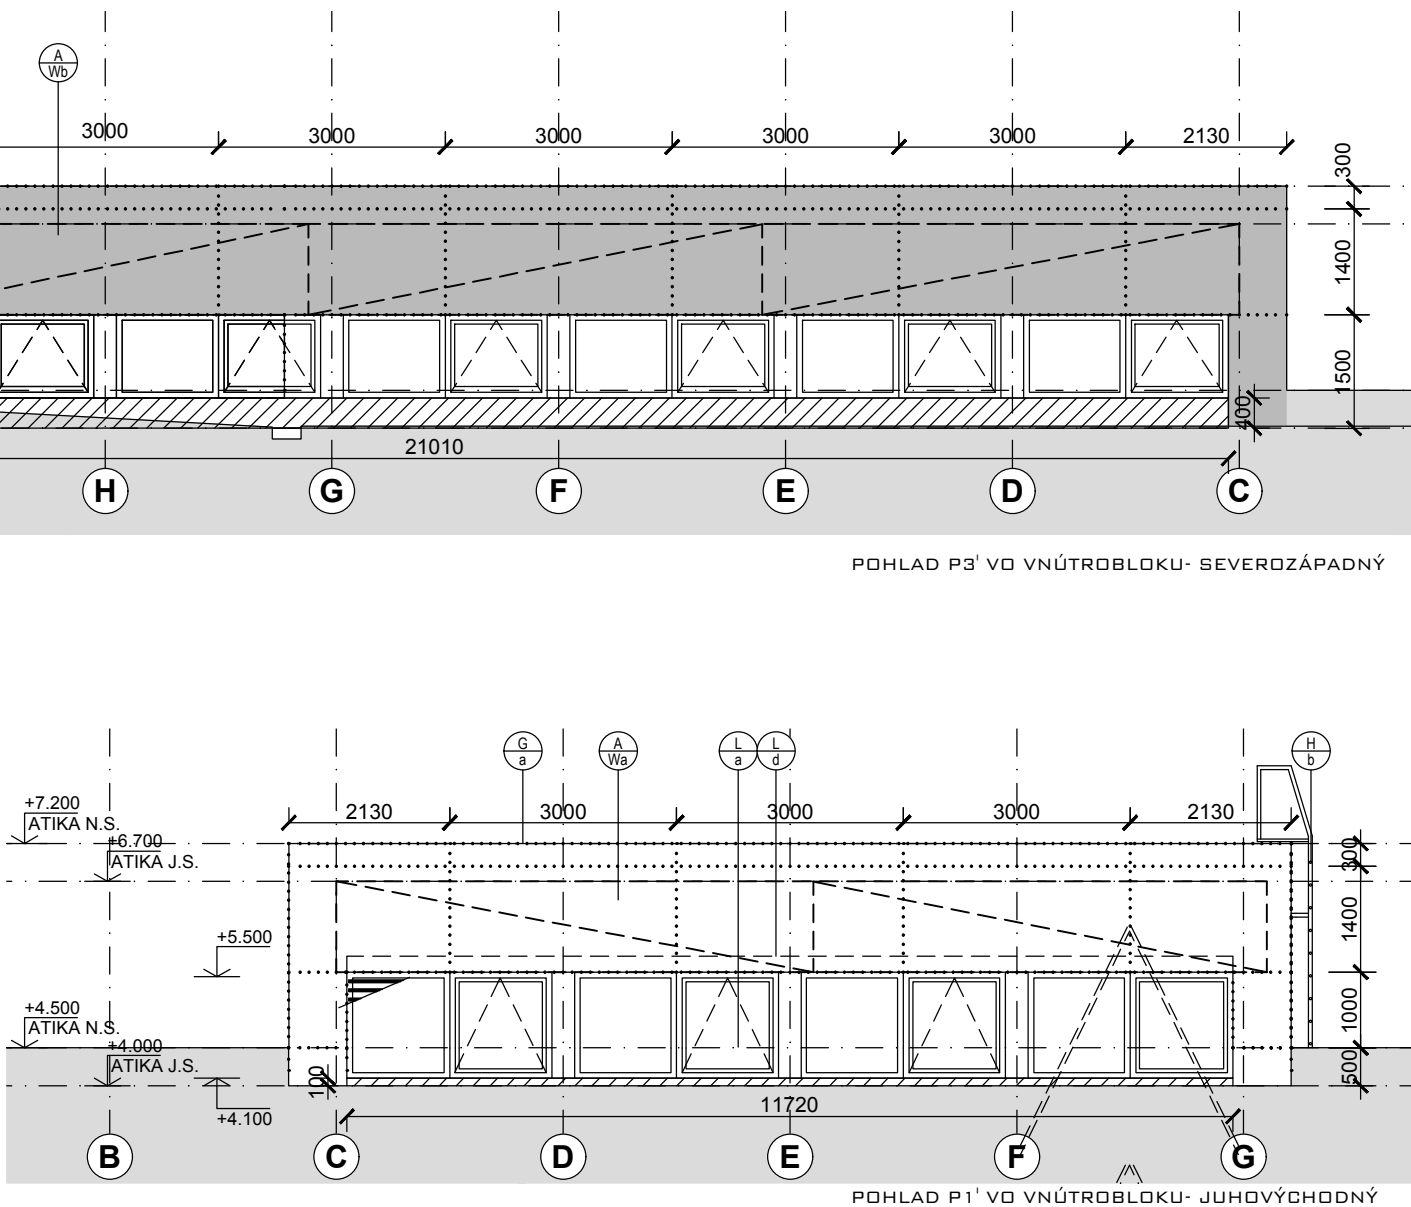 A
Wb
3000 3000 3000 3000 3000 2130
300
1400
1500
400
21010
H G F E D C
POHLAD P3' VO VNÚTROBLOKU- SEVEROZÁPADNÝ
G
a
A
Wa
L
a
L
d
H
b
2130 3000 3000 3000 2130
+7.200
ATIKA N.S.
+6.700
ATIKA J.S.
300
1400
+5.500
+4.500
ATIKA N.S.
+4.000
ATIKA J.S.
1000
500
100
+4.100
11720
B C D E F G
POHLAD P1' VO VNÚTROBLOKU- JUHOVÝCHODNÝ